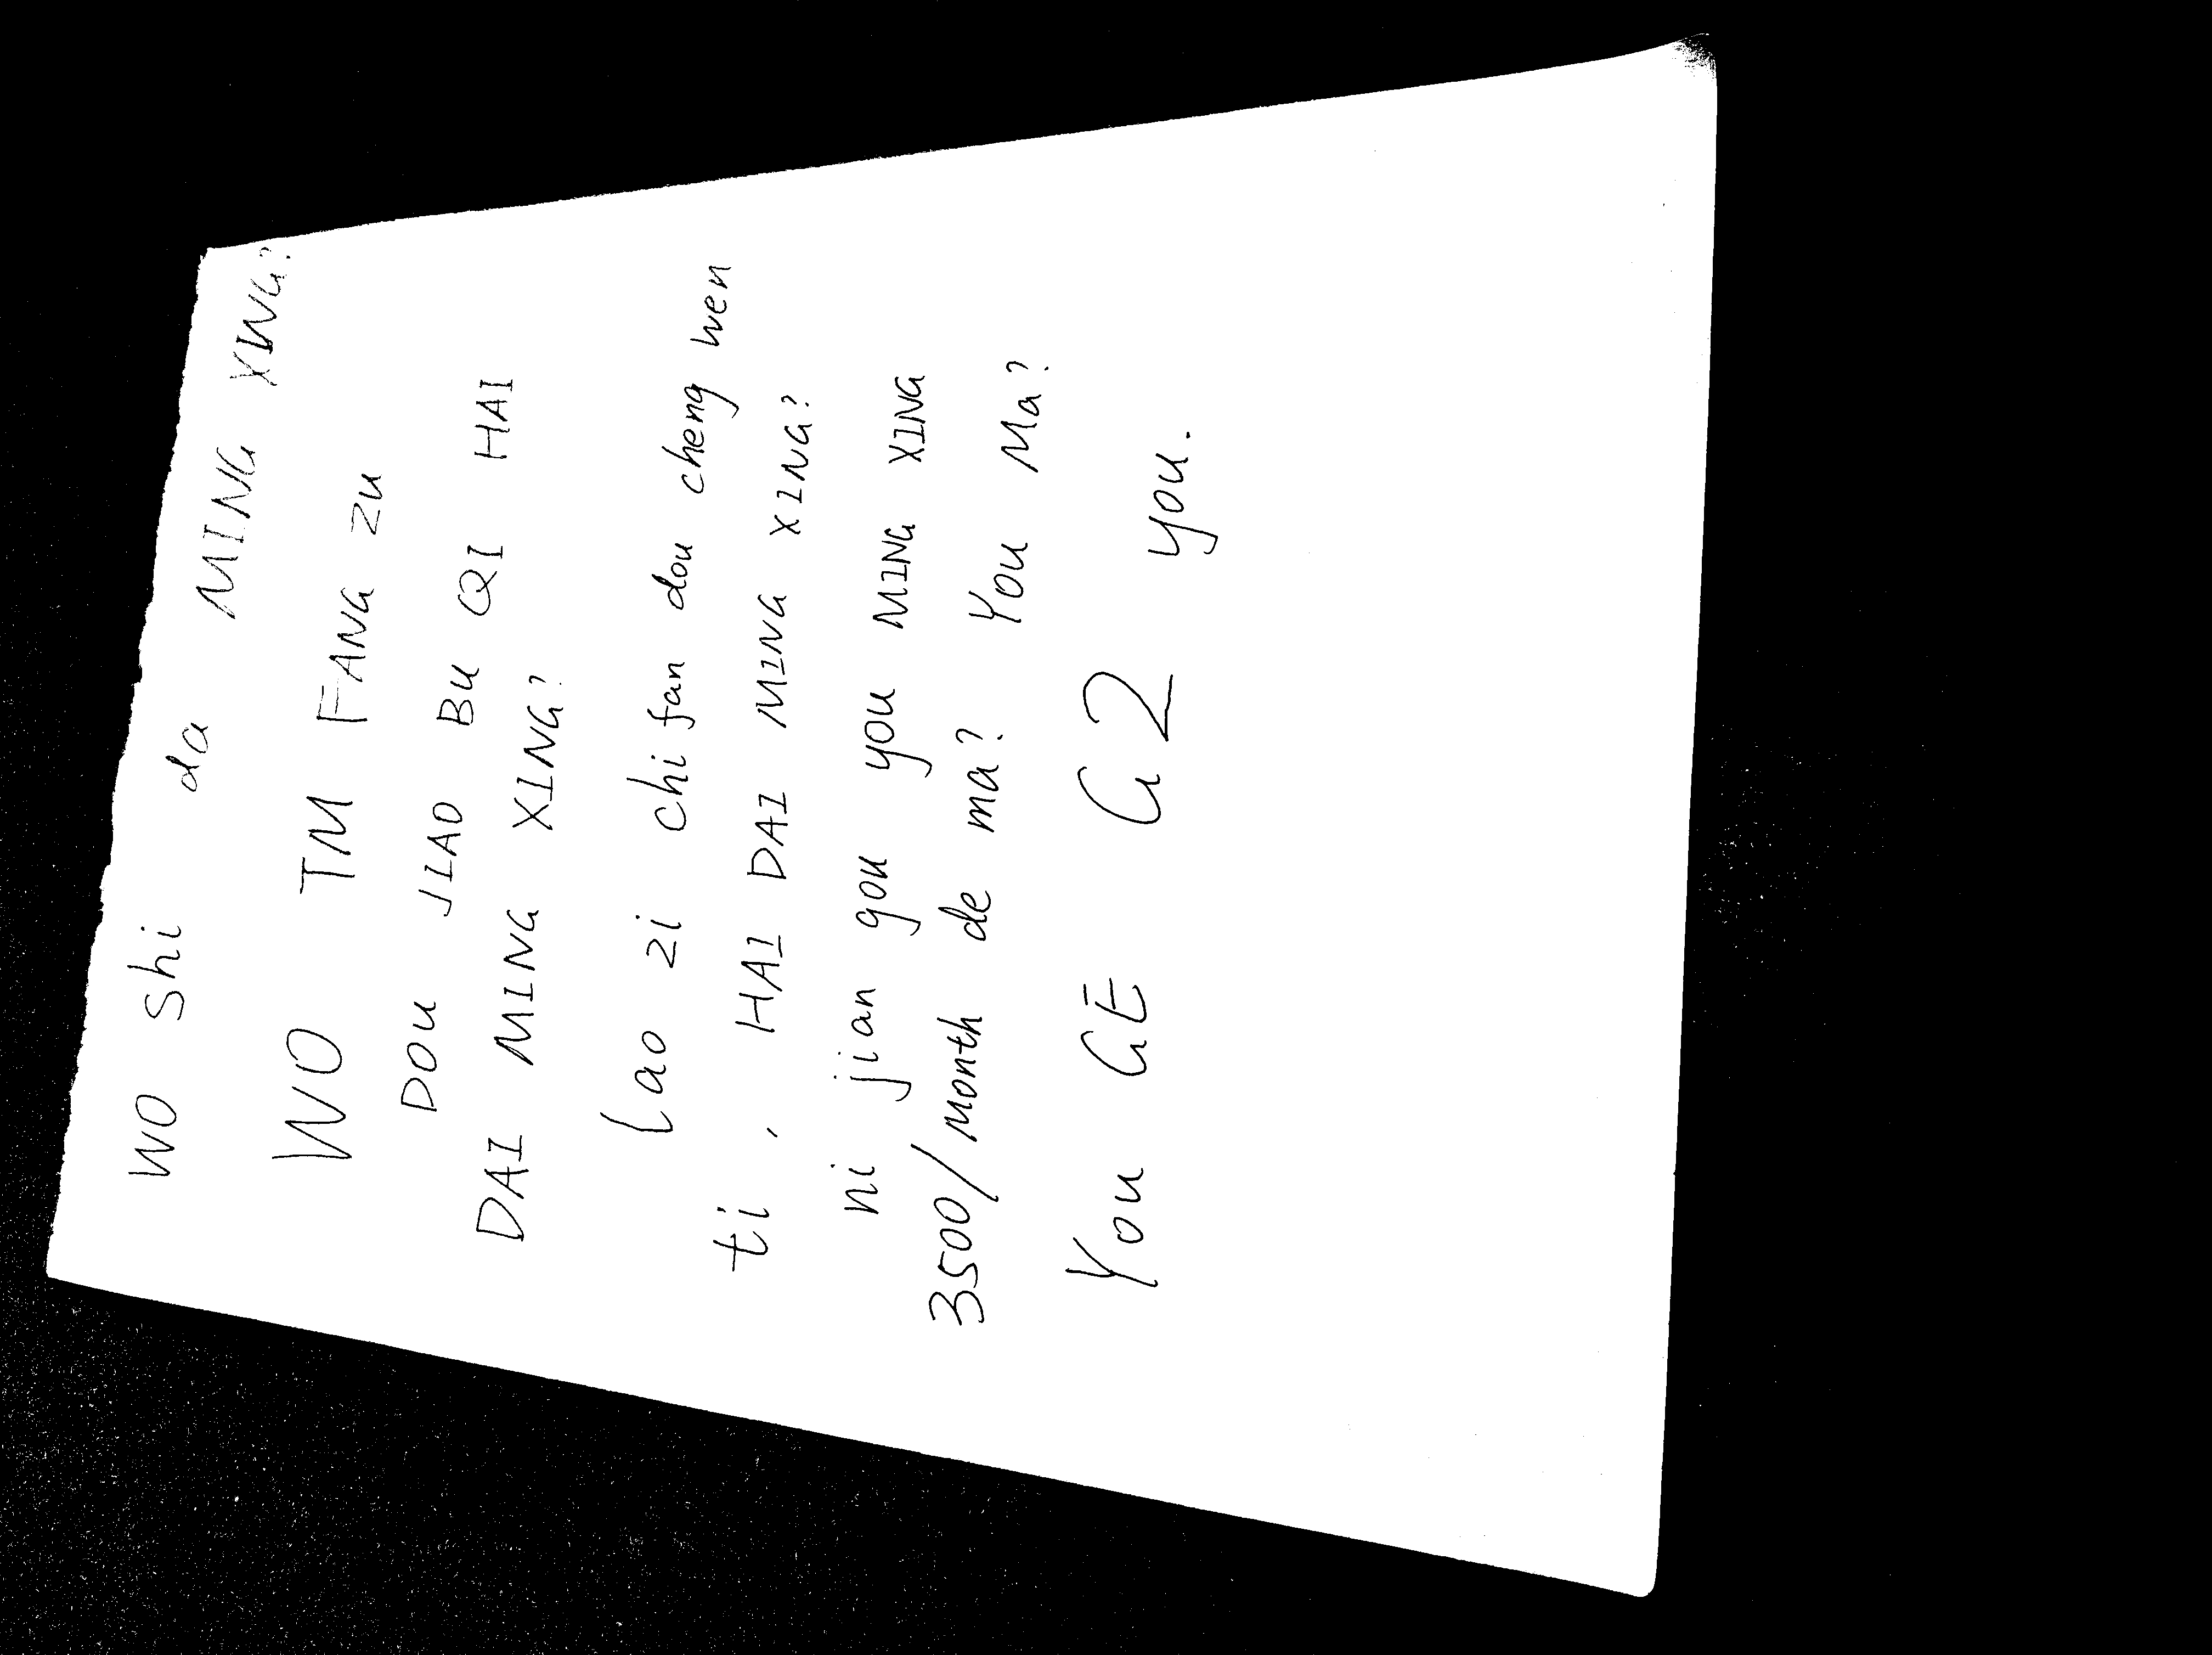 WO shi da MING XING?
WO TM FANG ZU
DOU JIAO BU QI HAI
DAI MING XING?
Lao zi chi fan dou cheng wen
ti, HAI DAI MING XING?
ni jian gou you MING XING
3500/month de ma? You Ma?
You GE G2 you.